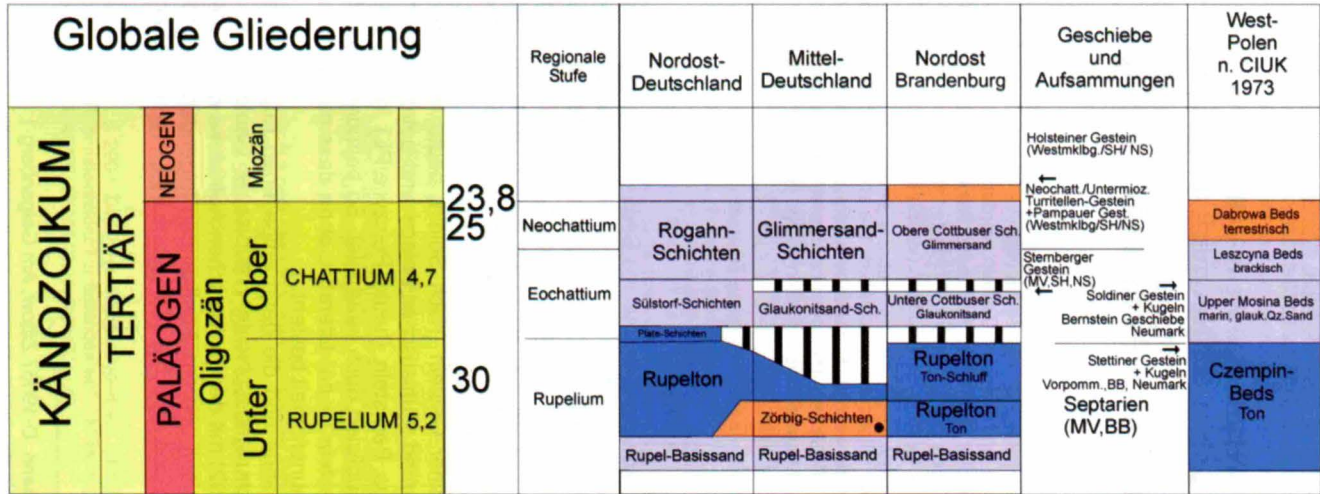 Globale Gliederung
Regionale
Stufe
Nordost-
Deutschland
Mittel-
Deutschland
Nordost
Brandenburg
Geschiebe
und
Aufsammungen
West-
Polen
n. CIUK
1973
KÄNOZOIKUM
TERTIÄR
NEOGEN
PALÄOGEN
Miozän
Oligozän
Ober
Unter
CHATTIUM
4,7
RUPELIUM
5,2
23,8
25
30
Neochattium
Eochattium
Rupelium
Rogahn-
Schichten
Sülstorf-Schichten
Plate-Schichten
Rupelton
Rupel-Basissand
Glimmersand-
Schichten
Glaukonitsand-Sch.
Zörbig-Schichten
Rupel-Basissand
Obere Cottbuser Sch.
Glimmersand
Untere Cottbuser Sch.
Glaukonitsand
Rupelton
Ton-Schluff
Rupelton
Ton
Rupel-Basissand
Holsteiner Gestein
(Westmklbg./SH/ NS)
Neochatt./Untermioz.
Turritellen-Gestein
+Pampauer Gest.
(Westmklbg/SH/NS)
Sternberger
Gestein
(MV,SH,NS)
Soldiner Gestein
+ Kugeln
Bernstein Geschiebe
Neumark
Stettiner Gestein
+ Kugeln
Vorpomm.,BB, Neumark
Septarien
(MV,BB)
Dabrowa Beds
terrestrisch
Leszcyna Beds
brackisch
Upper Mosina Beds
marin, glauk.Qz.Sand
Czempin-
Beds
Ton